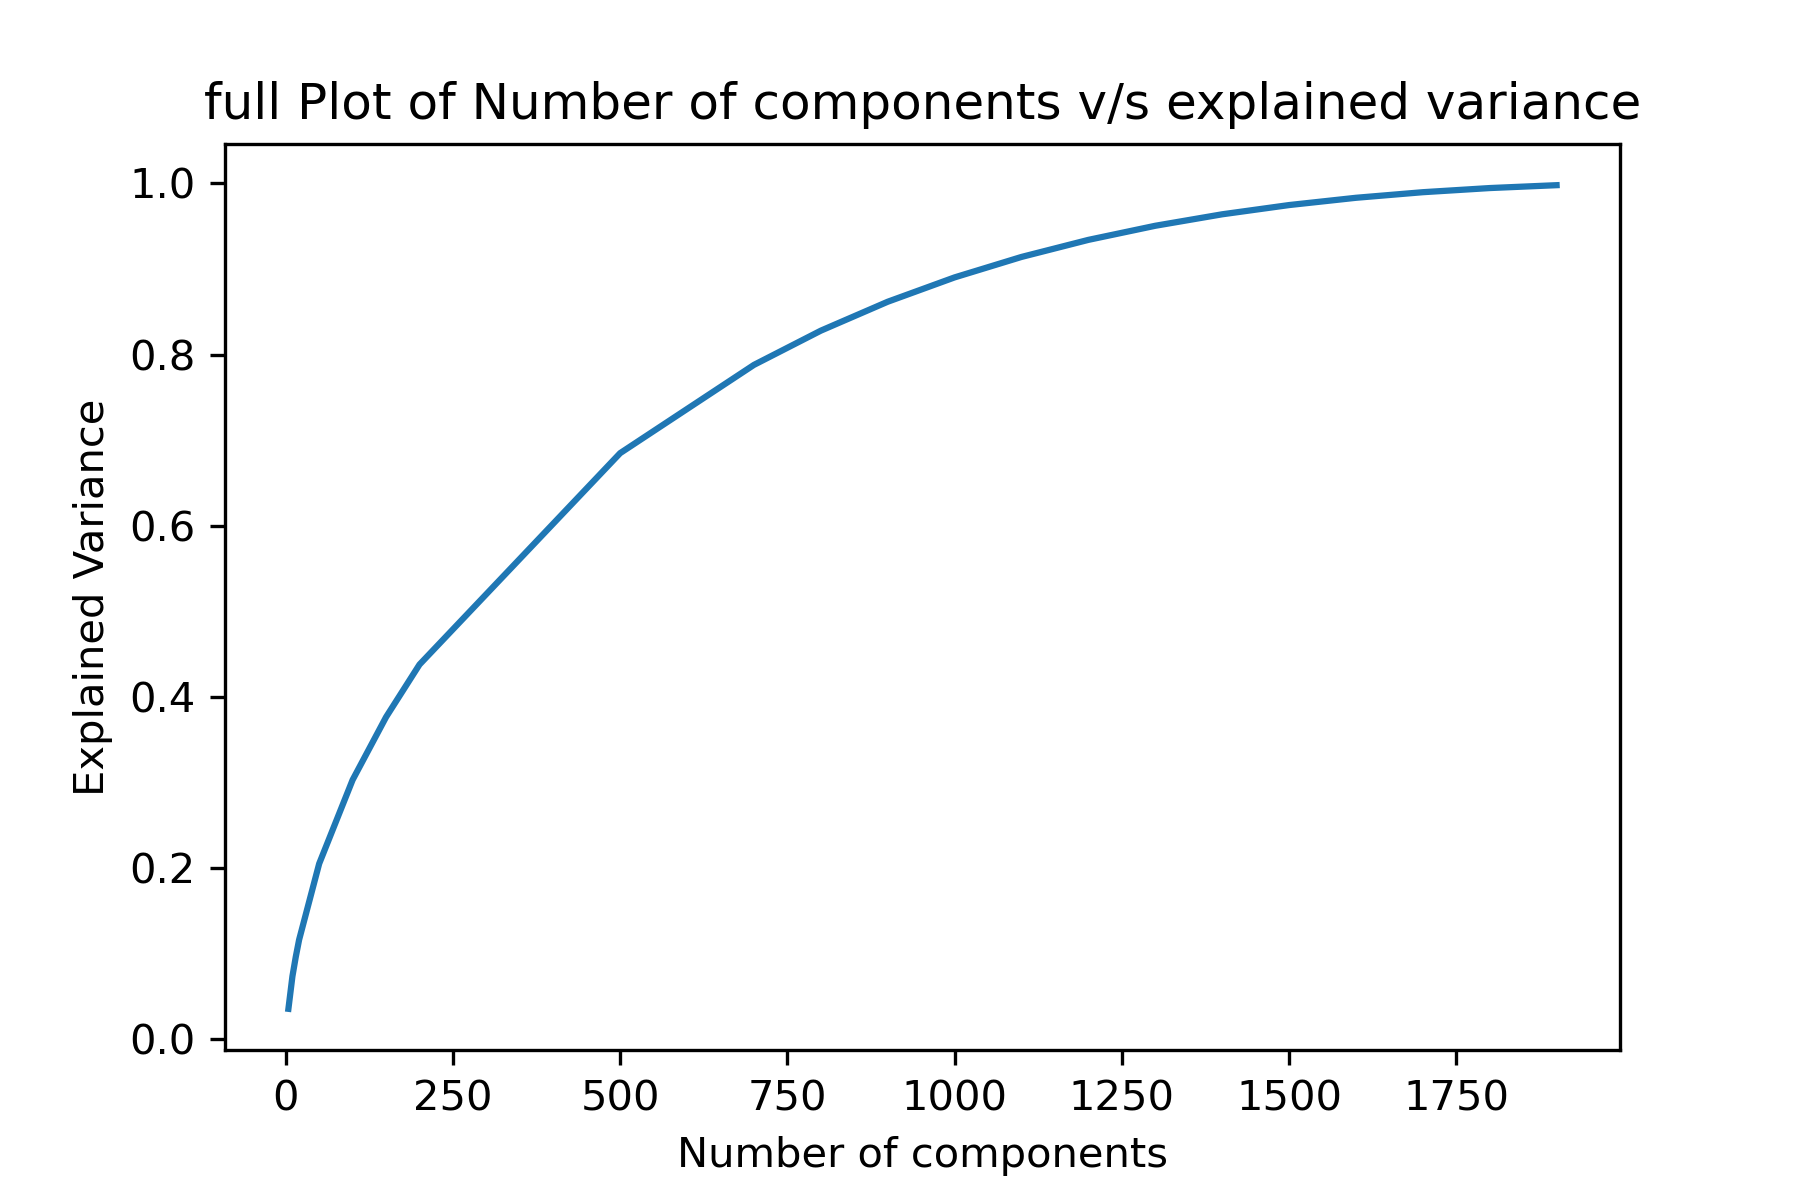 full Plot of Number of components v/s explained variance
1.0
0.8
0.6
0.4
0.2
0.0
Explained Variance
0 250 500 750 1000 1250 1500 1750
Number of components